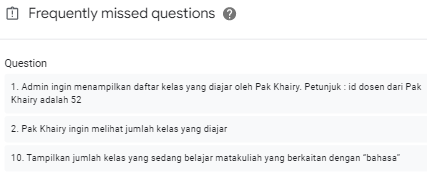 Frequently missed questions
Question
1. Admin ingin menampilkan daftar kelas yang diajar oleh Pak Khairy. Petunjuk : id dosen dari Pak
Khairy adalah 52
2. Pak Khairy ingin melihat jumlah kelas yang diajar
10. Tampilkan jumlah kelas yang sedang belajar matakuliah yang berkaitan dengan "bahasa"